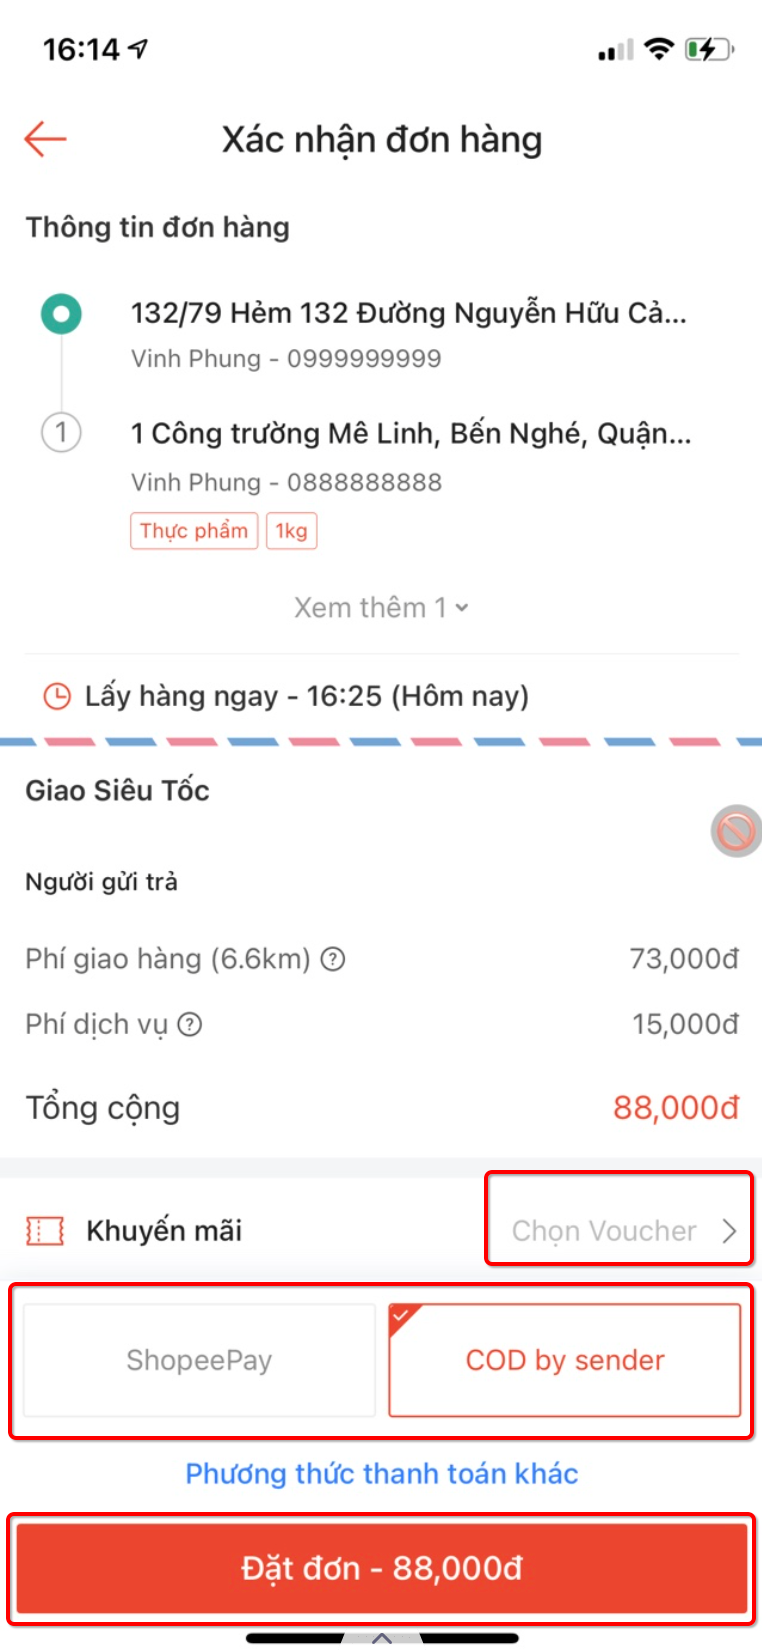 16:14
Xác nhận đơn hàng
Thông tin đơn hàng
132/79 Hẻm 132 Đường Nguyễn Hữu Cả...
Vinh Phung - 0999999999
1
1 Công trường Mê Linh, Bến Nghé, Quận...
Vinh Phung - 0888888888
Thực phẩm 1kg
Xem thêm 1
Lấy hàng ngay - 16:25 (Hôm nay)
Giao Siêu Tốc
Người gửi trả
Phí giao hàng (6.6km) ? 73,000đ
Phí dịch vụ ? 15,000đ
Tổng cộng 88,000đ
Khuyến mãi Chọn Voucher
ShopeePay COD by sender
Phương thức thanh toán khác
Đặt đơn - 88,000đ